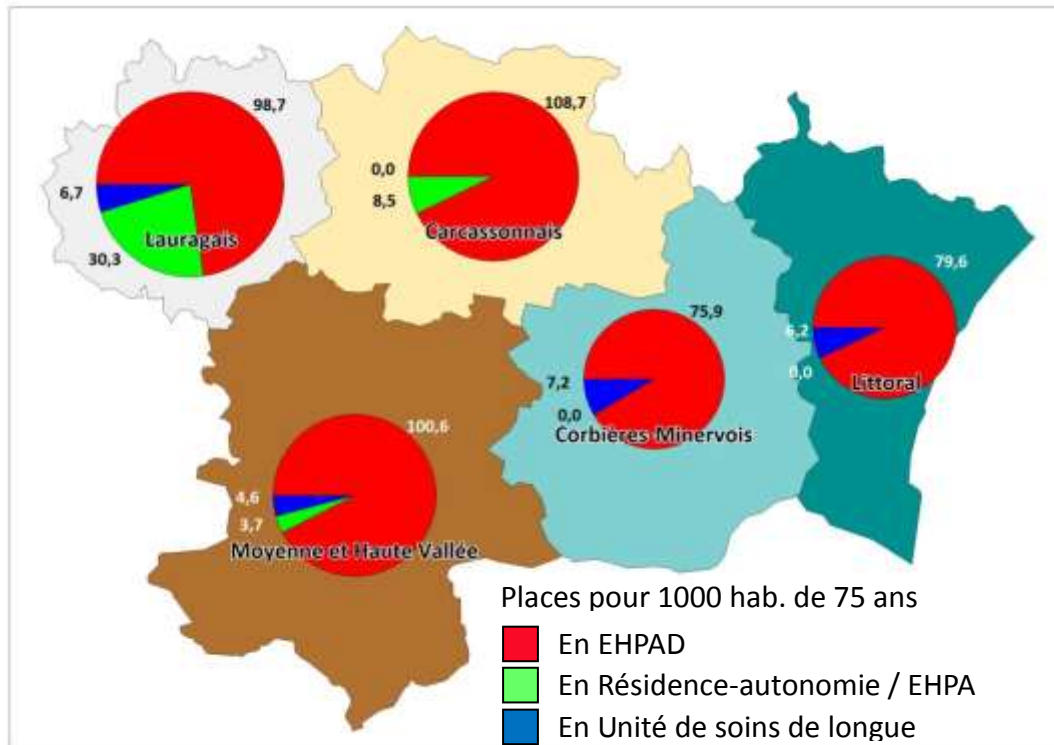 98,7
6,7
30,3
Lauragais
108,7
0,0
8,5
Carcassonnais
79,6
6,2
0,0
Littoral
75,9
7,2
0,0
Corbières-Minervois
100,6
4,6
3,7
Moyenne et Haute Vallée
Places pour 1000 hab. de 75 ans
En EHPAD
En Résidence-autonomie / EHPA
En Unité de soins de longue